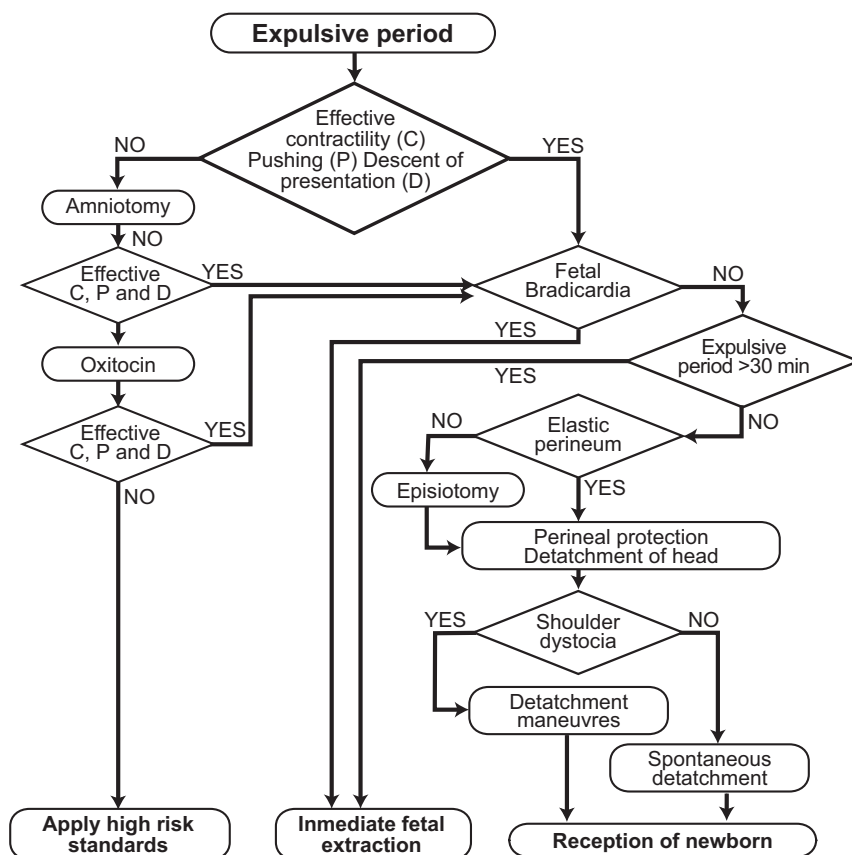 Expulsive period
Effective
contractility (C)
Pushing (P) Descent of
presentation (D)
NO
YES
Amniotomy
NO
Effective
C, P and D
YES
Fetal
Bradicardia
NO
YES
Oxitocin
Expulsive
period >30 min
YES
NO
Effective
C, P and D
YES
NO
Elastic
perineum
NO
YES
Episiotomy
Perineal protection
Detatchment of head
Shoulder
dystocia
YES
NO
Detatchment
maneuvres
Spontaneous
detatchment
Apply high risk
standards
Inmediate fetal
extraction
Reception of newborn